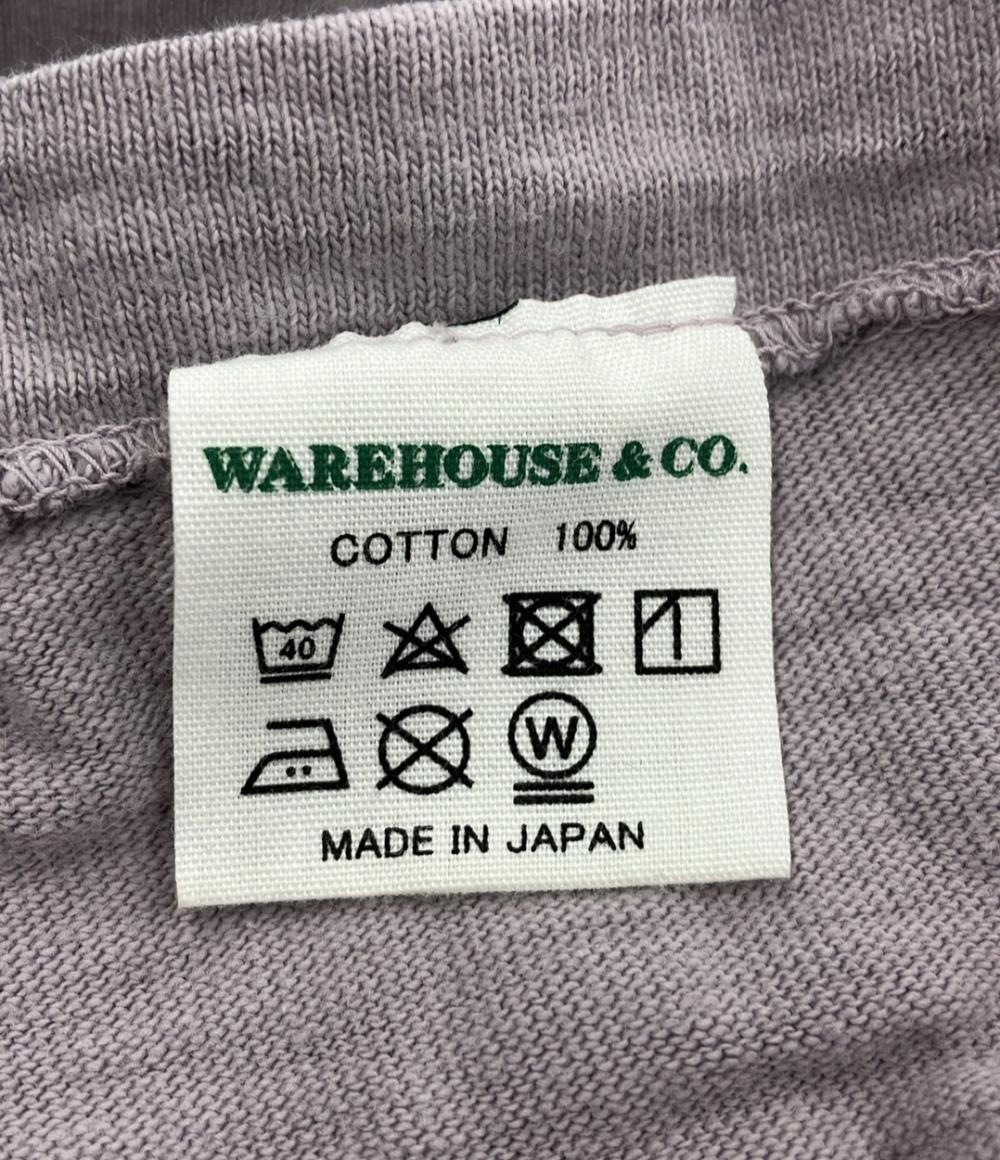 WAREHOUSE & CO.
COTTON 100%
40
W
MADE IN JAPAN